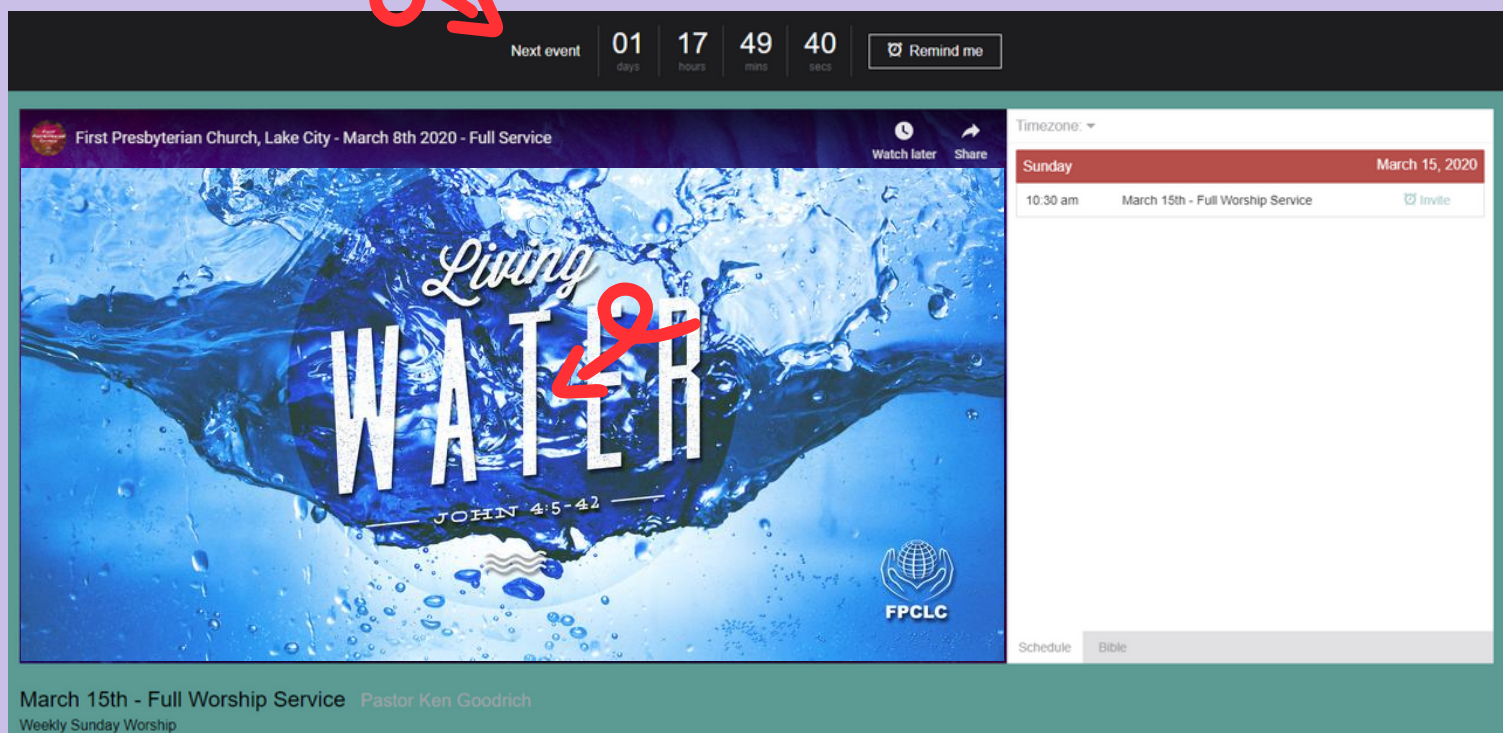 Next event 01 17 49 40 Remind me
days hours mins secs
First Presbyterian Church, Lake City - March 8th 2020 - Full Service
Watch later Share
Living
WATER
JOHN 4:5-42
FPCLC
Timezone:
Sunday March 15, 2020
10:30 am March 15th - Full Worship Service Invite
Schedule Bible
March 15th - Full Worship Service Pastor Ken Goodrich
Weekly Sunday Worship